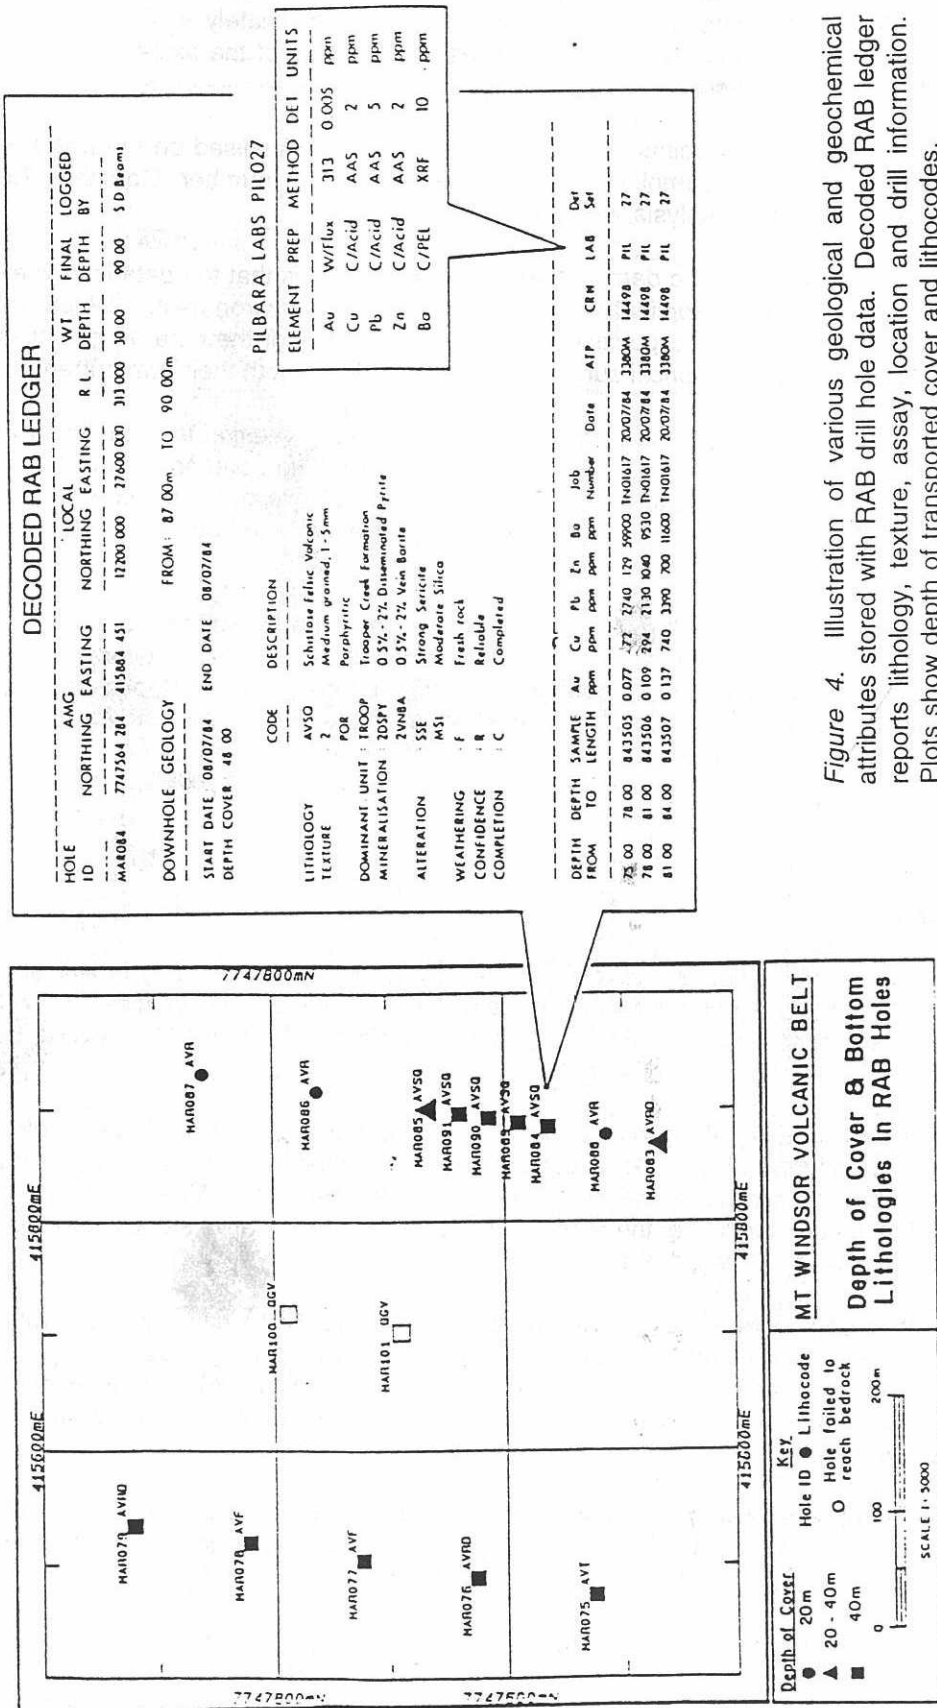 DECODED RAB LEDGER
HOLE AMG LOCAL WT FINAL LOGGED
ID NORTHING EASTING NORTHING EASTING R L DEPTH DEPTH BY
MAR084 7747564 284 415884 451 12200 000 27600 000 313 000 30 00 90 00 S D Beams
DOWNHOLE GEOLOGY FROM: 87 00m TO 90 00m
START DATE 08/07/84 END DATE 08/07/84
DEPTH COVER : 48 00
CODE DESCRIPTION
LITHOLOGY : AVSQ Schistose Felsic Volcanic
TEXTURE : 2 Medium grained, 1-5mm
POR Porphyritic
DOMINANT UNIT : TROOP Trooper Creek Formation
MINERALISATION : 2DSPY 0 5% - 2% Disseminated Pyrite
2VNBA 0 5% - 2% Vein Barite
ALTERATION : SSE Strong Sericite
MSI Moderate Silica
WEATHERING : F Fresh rock
CONFIDENCE : R Reliable
COMPLETION : C Completed
PILBARA LABS PIL027
ELEMENT PREP METHOD DET UNITS
Au W/Flux 313 0 005 ppm
Cu C/Acid AAS 2 ppm
Pb C/Acid AAS 5 ppm
Zn C/Acid AAS 2 ppm
Ba C/PEL XRF 10 ppm
DEPTH DEPTH SAMPLE Au Cu Pb Zn Ba Job Date ATP CRM LAB Det
FROM TO LENGTH ppm ppm ppm ppm ppm Number Set
75 00 78 00 843505 0 077 72 2740 129 59900 TN01617 20/07/84 3380M 14498 PIL 27
78 00 81 00 843506 0 109 294 2130 1040 9530 TN01617 20/07/84 3380M 14498 PIL 27
81 00 84 00 843507 0 137 740 3390 700 11600 TN01617 20/07/84 3380M 14498 PIL 27
415600mE 415800mE
7747800mN
MAR087 AVR
MAR079 AVWD
MAR086 AVR
MAR100 QGV
MAR078 AVF
MAR085 AVSQ
MAR091 AVSQ
MAR101 QGV
MAR090 AVSQ
MAR077 AVF
MAR089 AVSQ
MAR084 AVSQ
MAR076 AVRD
MAR088 AVR
MAR083 AVRD
MAR075 AVT
7747800mN
7747600mN
415600mE 415800mE
Depth of Cover Key
● 20m Hole ID ● Lithocode
▲ 20 - 40m O Hole failed to
■ 40m reach bedrock
0 100 200m
SCALE 1: 5000
MT WINDSOR VOLCANIC BELT
Depth of Cover & Bottom
Lithologies In RAB Holes
Figure 4. Illustration of various geological and geochemical
attributes stored with RAB drill hole data. Decoded RAB ledger
reports lithology, texture, assay, location and drill information.
Plots show depth of transported cover and lithocodes.